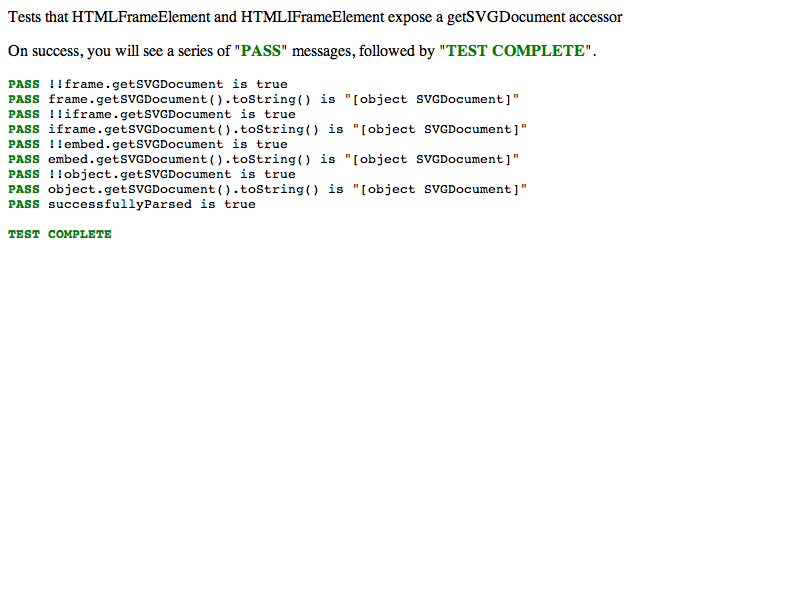 Tests that HTMLFrameElement and HTMLIFrameElement expose a getSVGDocument accessor
On success, you will see a series of "PASS" messages, followed by "TEST COMPLETE".
PASS !!frame.getSVGDocument is true
PASS frame.getSVGDocument().toString() is "[object SVGDocument]"
PASS !!iframe.getSVGDocument is true
PASS iframe.getSVGDocument().toString() is "[object SVGDocument]"
PASS !!embed.getSVGDocument is true
PASS embed.getSVGDocument().toString() is "[object SVGDocument]"
PASS !!object.getSVGDocument is true
PASS object.getSVGDocument().toString() is "[object SVGDocument]"
PASS successfullyParsed is true
TEST COMPLETE